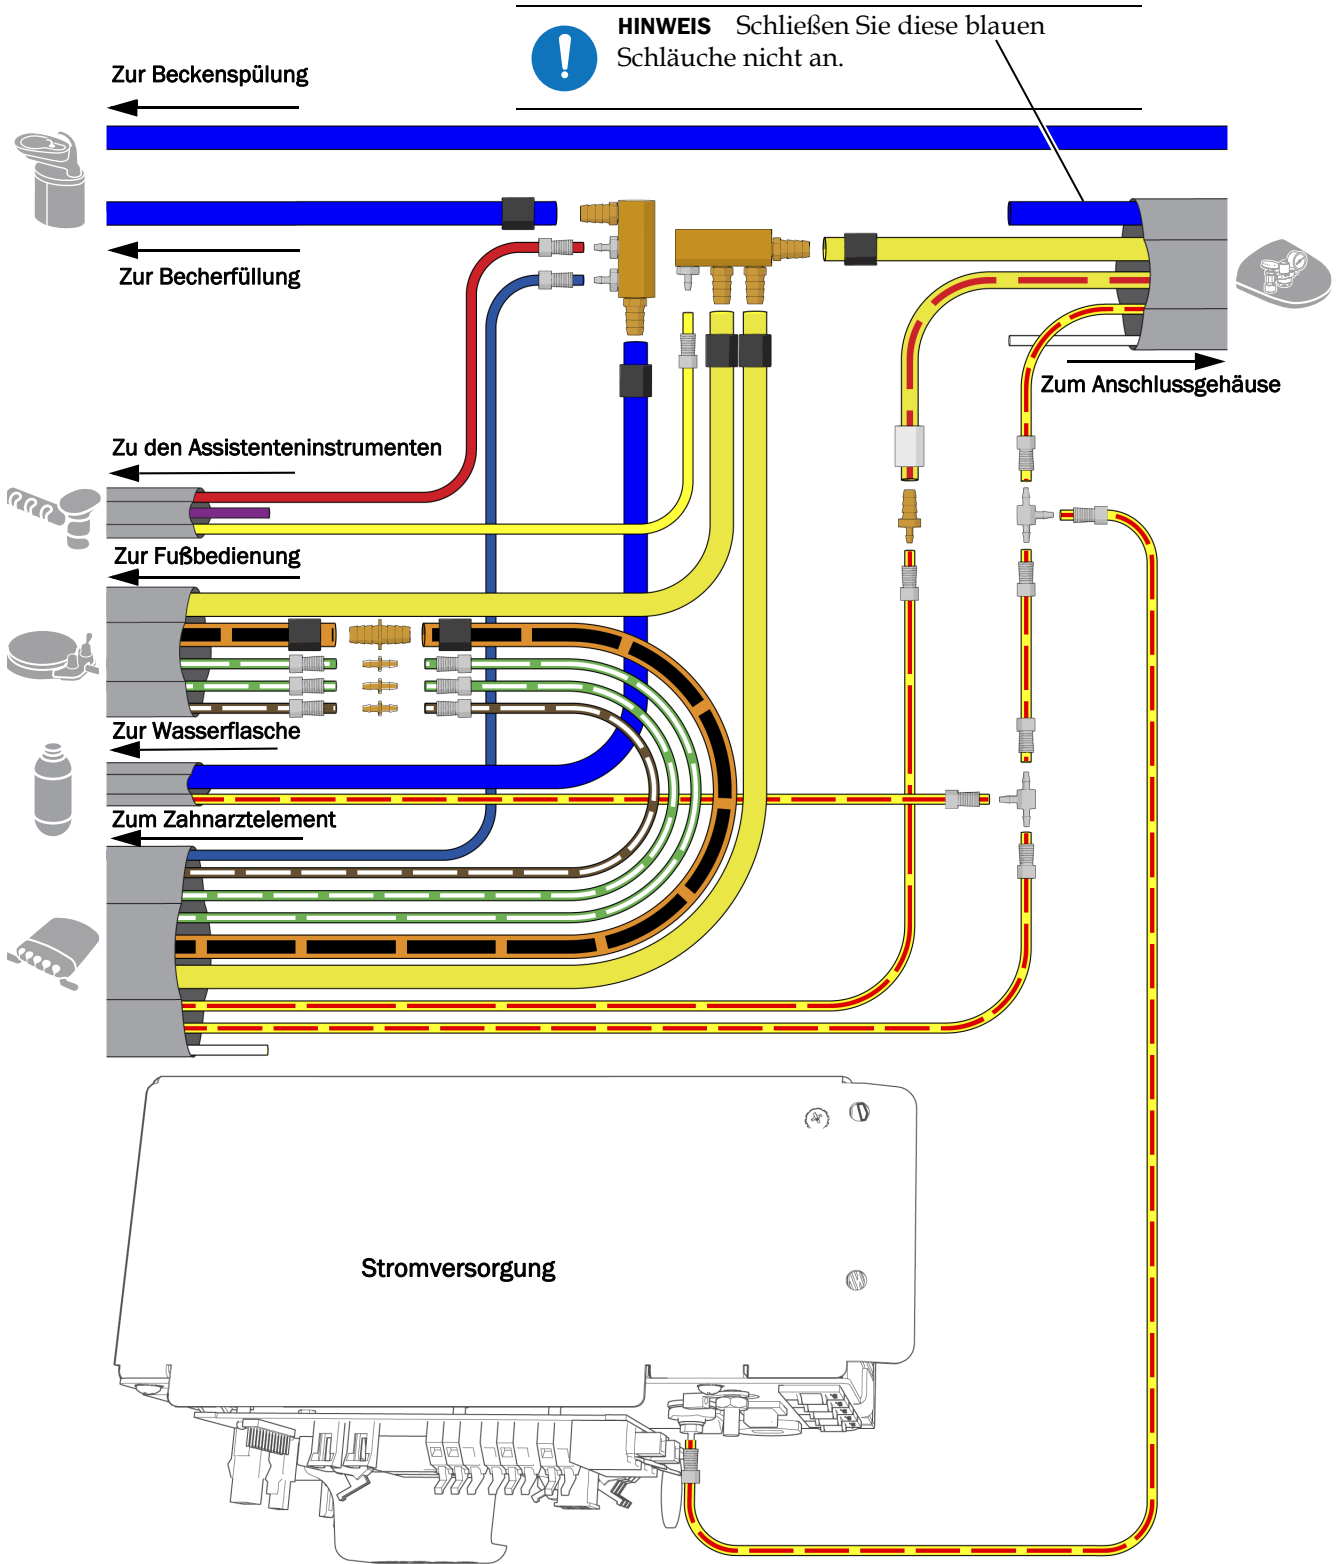 HINWEIS Schließen Sie diese blauen
Schläuche nicht an.
Zur Beckenspülung
Zur Becherfüllung
Zum Anschlussgehäuse
Zu den Assistenteninstrumenten
Zur Fußbedienung
Zur Wasserflasche
Zum Zahnarztelement
Stromversorgung